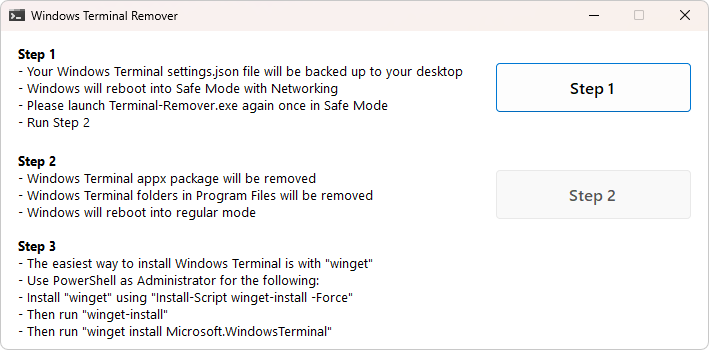 Windows Terminal Remover
Step 1
- Your Windows Terminal settings.json file will be backed up to your desktop
- Windows will reboot into Safe Mode with Networking
- Please launch Terminal-Remover.exe again once in Safe Mode
- Run Step 2
Step 1
Step 2
- Windows Terminal appx package will be removed
- Windows Terminal folders in Program Files will be removed
- Windows will reboot into regular mode
Step 2
Step 3
- The easiest way to install Windows Terminal is with "winget"
- Use PowerShell as Administrator for the following:
- Install "winget" using "Install-Script winget-install -Force"
- Then run "winget-install"
- Then run "winget install Microsoft.WindowsTerminal"